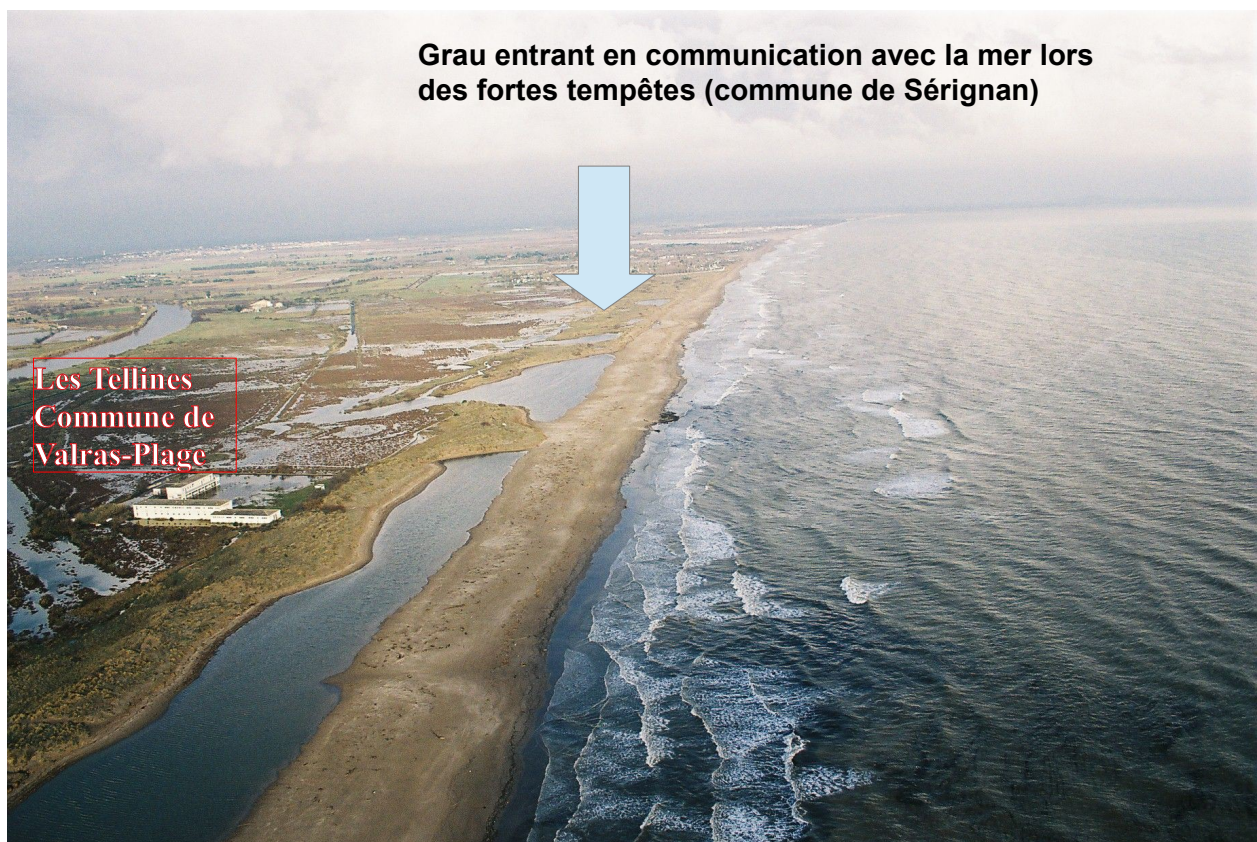 Grau entrant en communication avec la mer lors
des fortes tempêtes (commune de Sérignan)
Les Tellines
Commune de
Valras-Plage